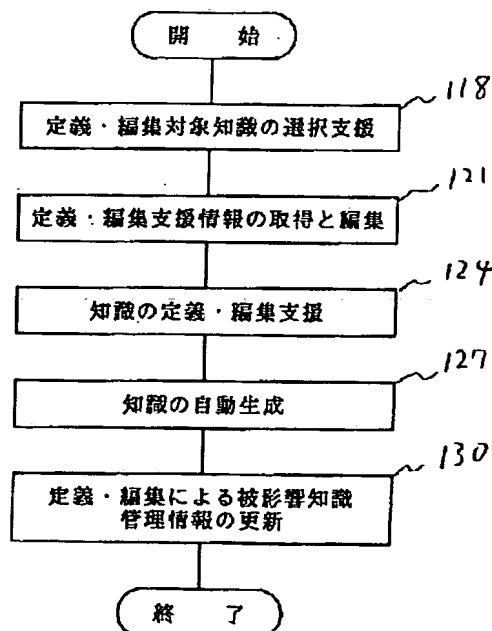 開 始
118
定義・編集対象知識の選択支援
121
定義・編集支援情報の取得と編集
124
知識の定義・編集支援
127
知識の自動生成
130
定義・編集による被影響知識
管理情報の更新
終 了